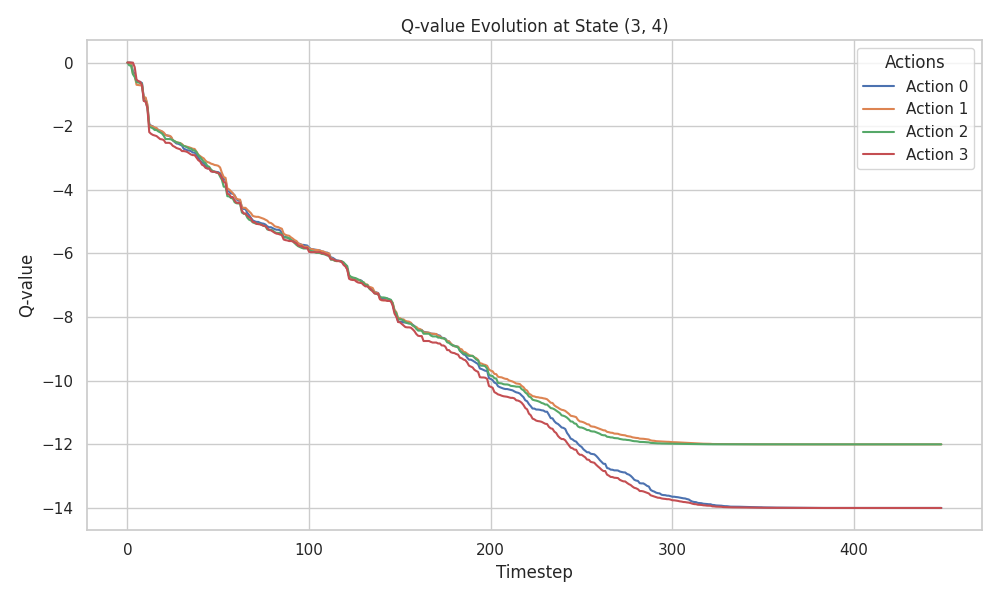 Q-value Evolution at State (3, 4)
Actions
Action 0
Action 1
Action 2
Action 3
Q-value
0
−2
−4
−6
−8
−10
−12
−14
0 100 200 300 400
Timestep